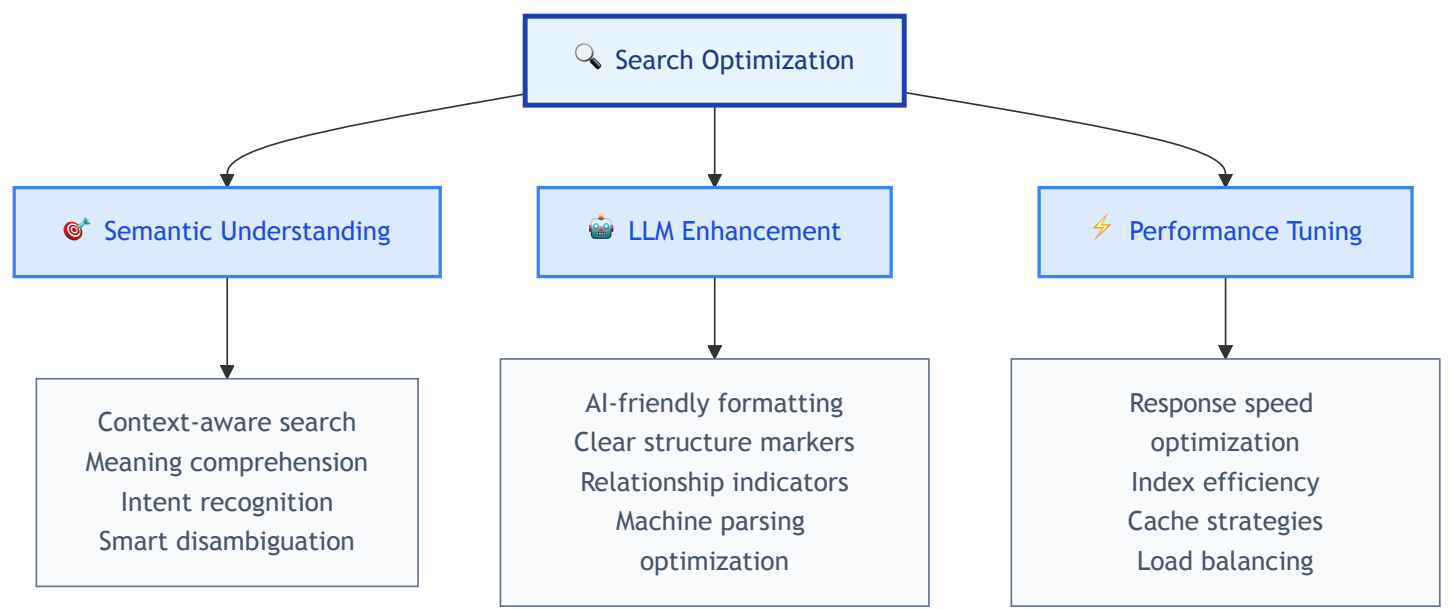 🔍 Search Optimization
🎯 Semantic Understanding
🤖 LLM Enhancement
⚡ Performance Tuning
Context-aware search
Meaning comprehension
Intent recognition
Smart disambiguation
AI-friendly formatting
Clear structure markers
Relationship indicators
Machine parsing
optimization
Response speed
optimization
Index efficiency
Cache strategies
Load balancing